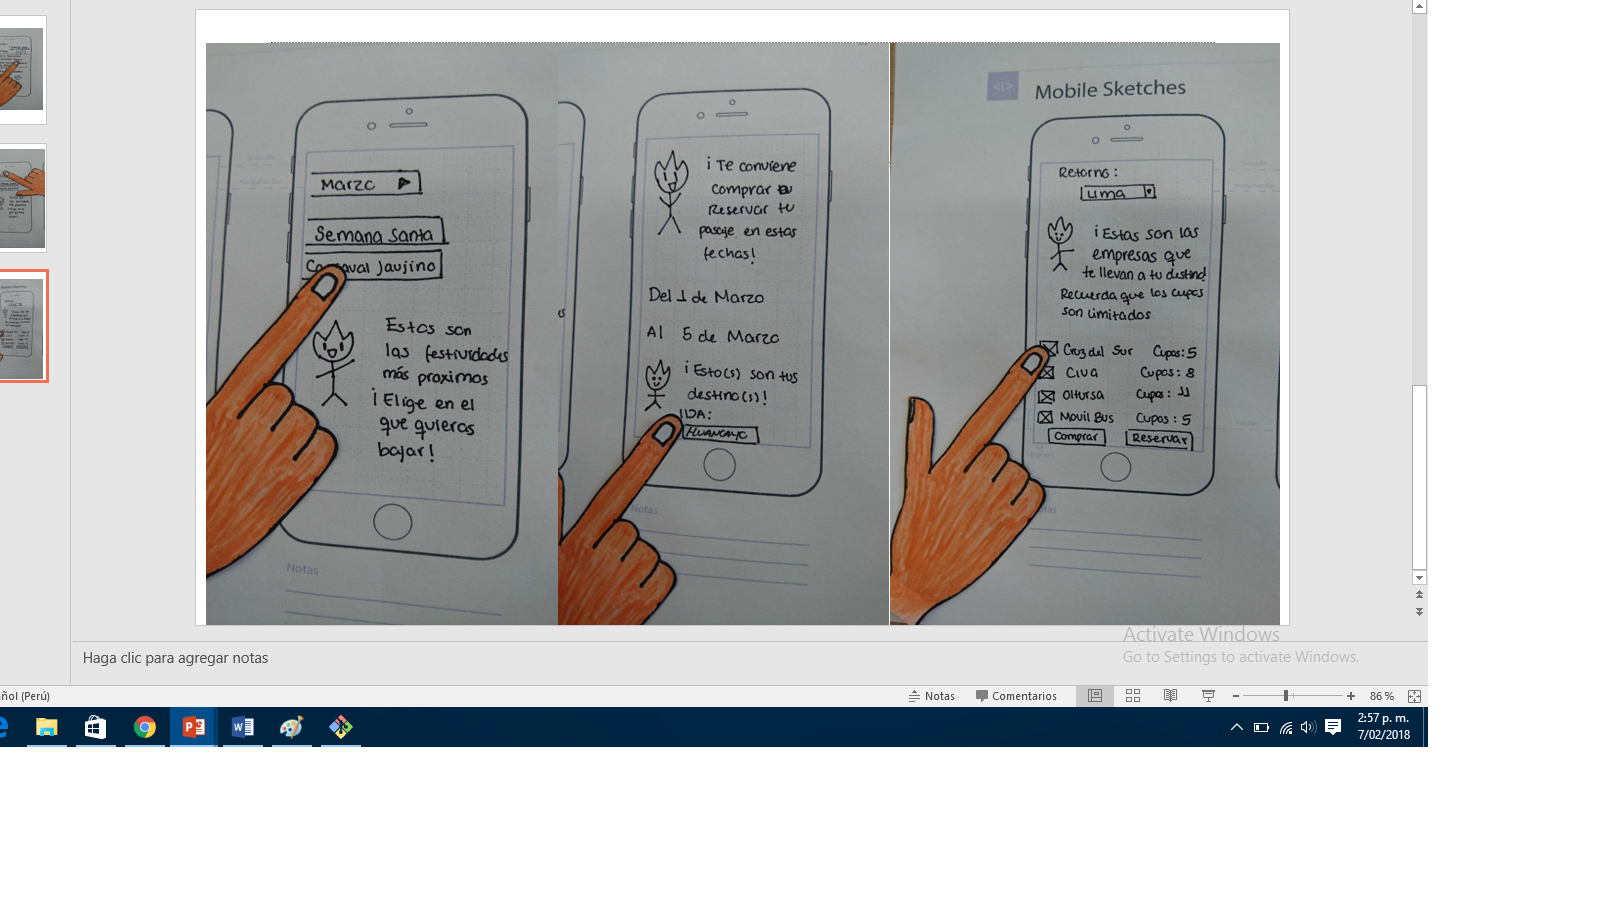 Marzo
Semana Santa
Carnaval Jaujino
Estas son
las festividades
más proximas
¡ Elige en el
que quieras
bajar!
Notas
¡ Te conviene
comprar
Reservar tu
pasaje en estas
fechas!
Del 1 de Marzo
Al 5 de Marzo
¡ Esto(s) son tus
destino(s)!
IDA:
HUANCAYO
Notas
<i> Mobile Sketches
Retorno:
Lima
¡ Estas son las
empresas que
te llevan a tu destino!
Recuerda que los cupos
son limitados
Cruz del Sur Cupos: 5
Civa Cupos: 8
Oltursa Cupos: 11
Movil Bus Cupos: 5
Comprar Reservar
Notas
Activate Windows
Go to Settings to activate Windows.
Haga clic para agregar notas
ñol (Perú) Notas Comentarios 86 %
2:57 p. m.
7/02/2018